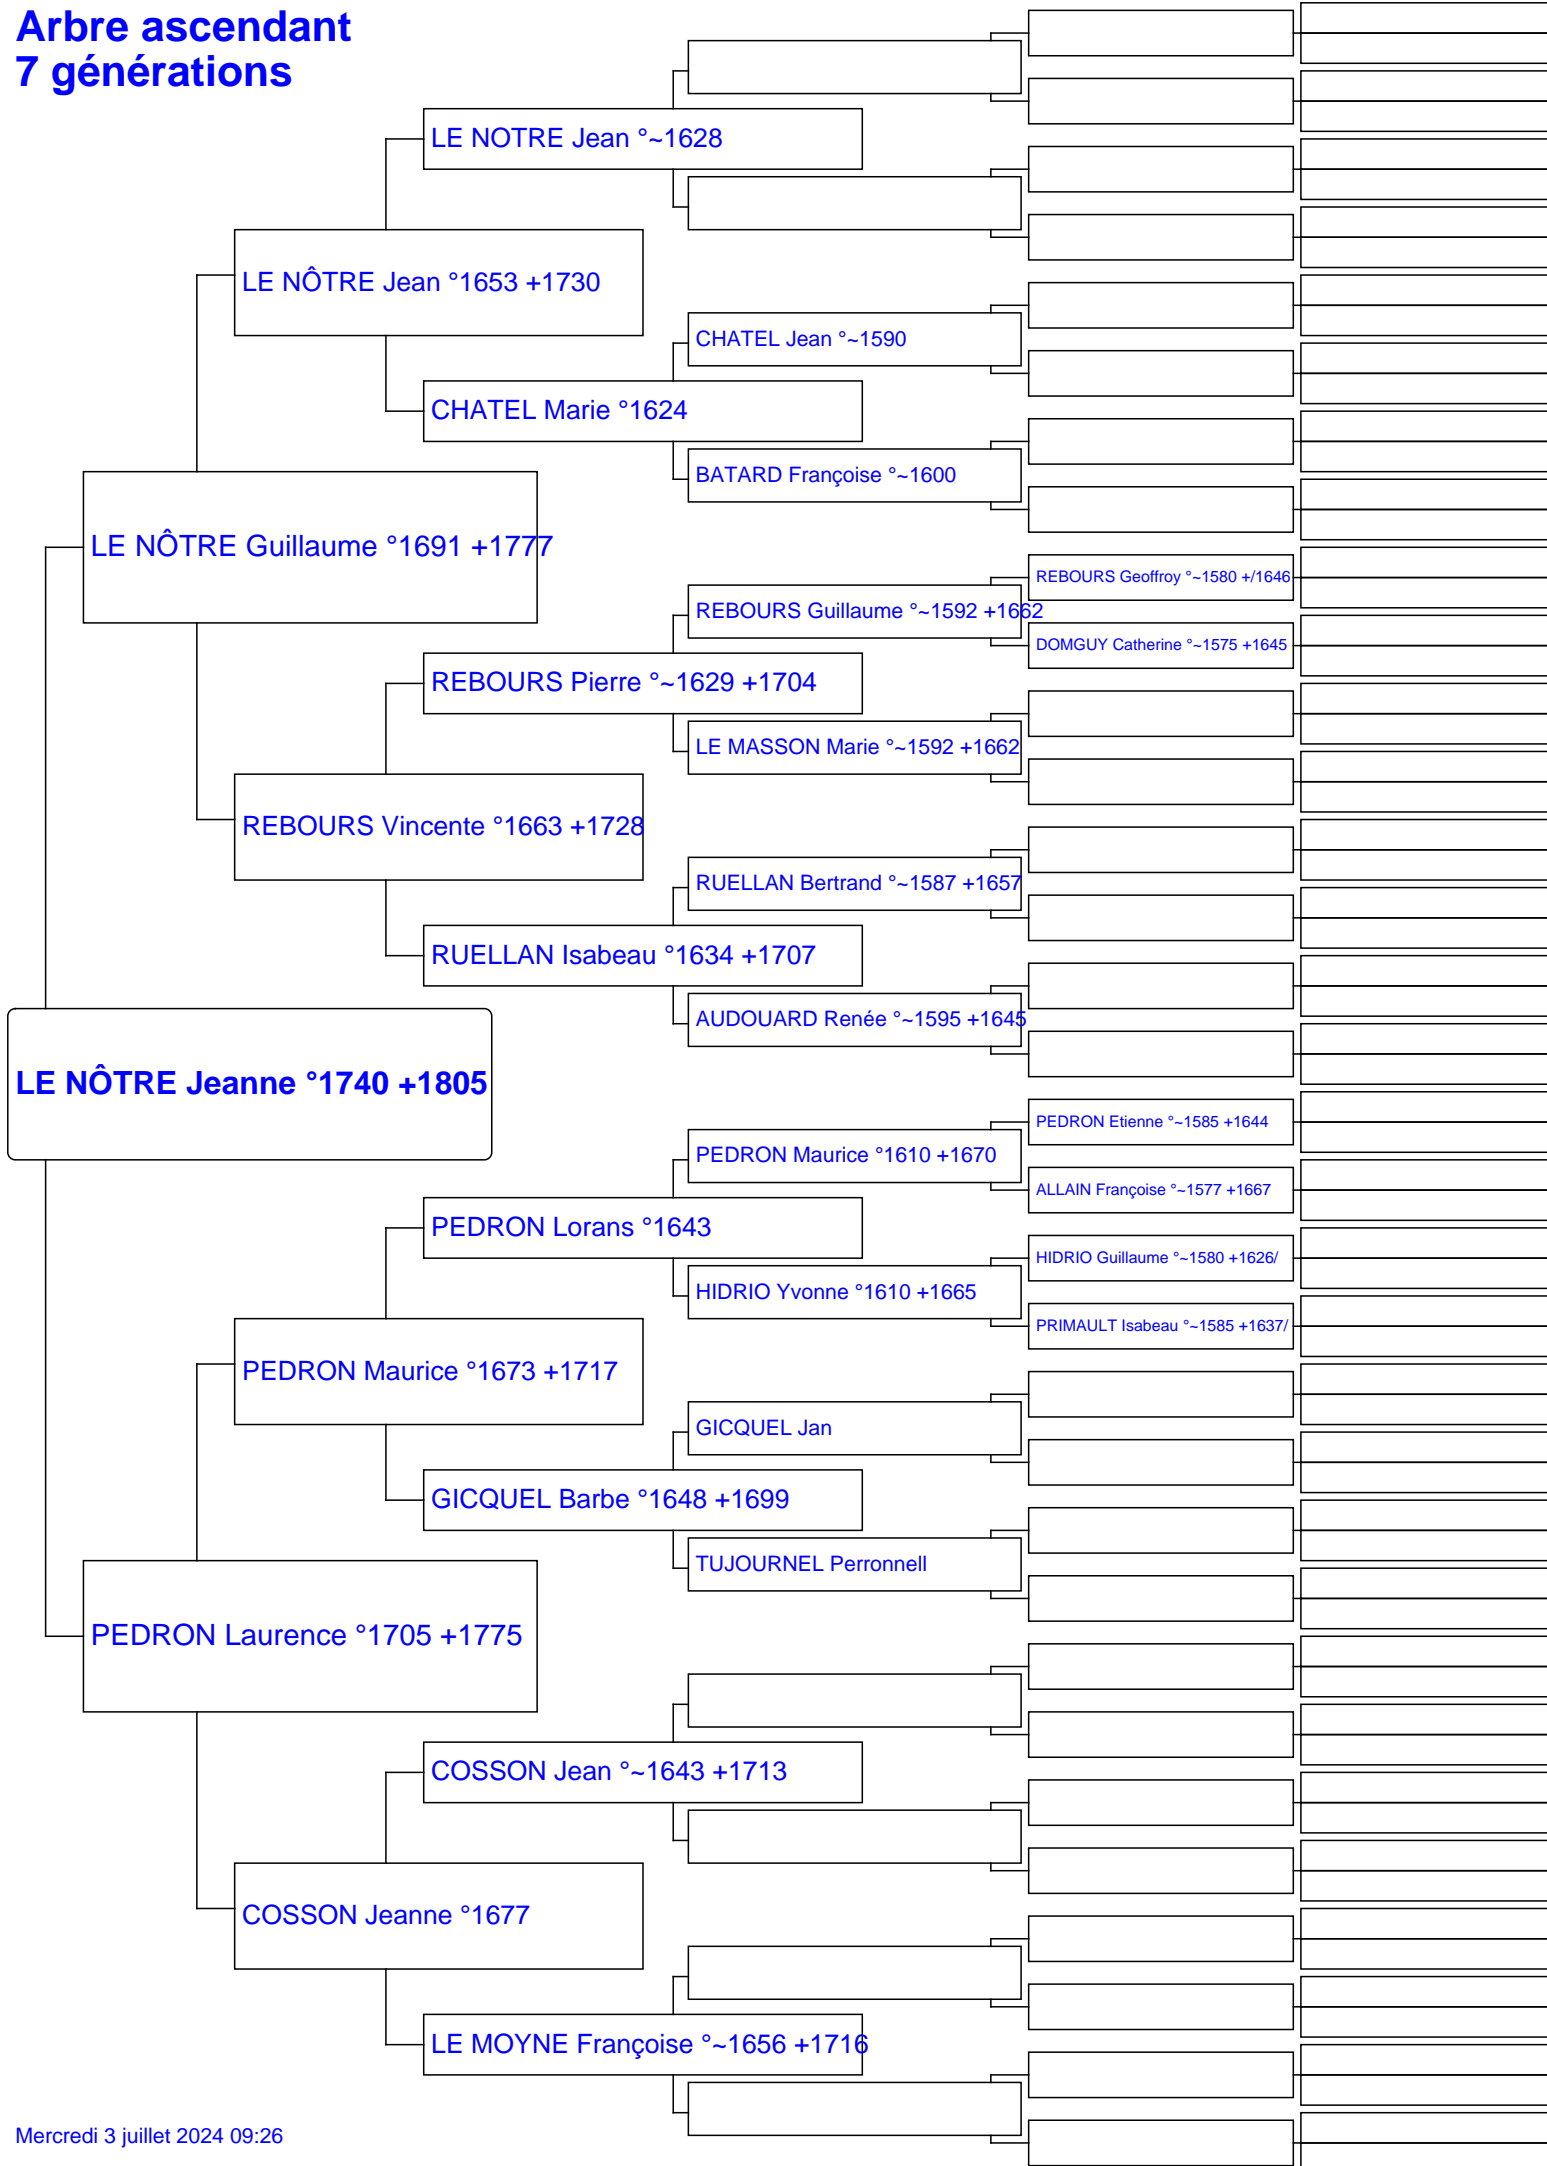 Arbre ascendant
7 générations
LE NOTRE Jean °~1628
LE NÔTRE Jean °1653 +1730
CHATEL Jean °~1590
CHATEL Marie °1624
BATARD Françoise °~1600
LE NÔTRE Guillaume °1691 +1777
REBOURS Geoffroy °~1580 +/1646
REBOURS Guillaume °~1592 +1662
DOMGUY Catherine °~1575 +1645
REBOURS Pierre °~1629 +1704
LE MASSON Marie °~1592 +1662
REBOURS Vincente °1663 +1728
RUELLAN Bertrand °~1587 +1657
RUELLAN Isabeau °1634 +1707
AUDOUARD Renée °~1595 +1645
LE NÔTRE Jeanne °1740 +1805
PEDRON Etienne °~1585 +1644
PEDRON Maurice °1610 +1670
ALLAIN Françoise °~1577 +1667
PEDRON Lorans °1643
HIDRIO Guillaume °~1580 +1626/
HIDRIO Yvonne °1610 +1665
PRIMAULT Isabeau °~1585 +1637/
PEDRON Maurice °1673 +1717
GICQUEL Jan
GICQUEL Barbe °1648 +1699
TUJOURNEL Perronnell
PEDRON Laurence °1705 +1775
COSSON Jean °~1643 +1713
COSSON Jeanne °1677
LE MOYNE Françoise °~1656 +1716
Mercredi 3 juillet 2024 09:26